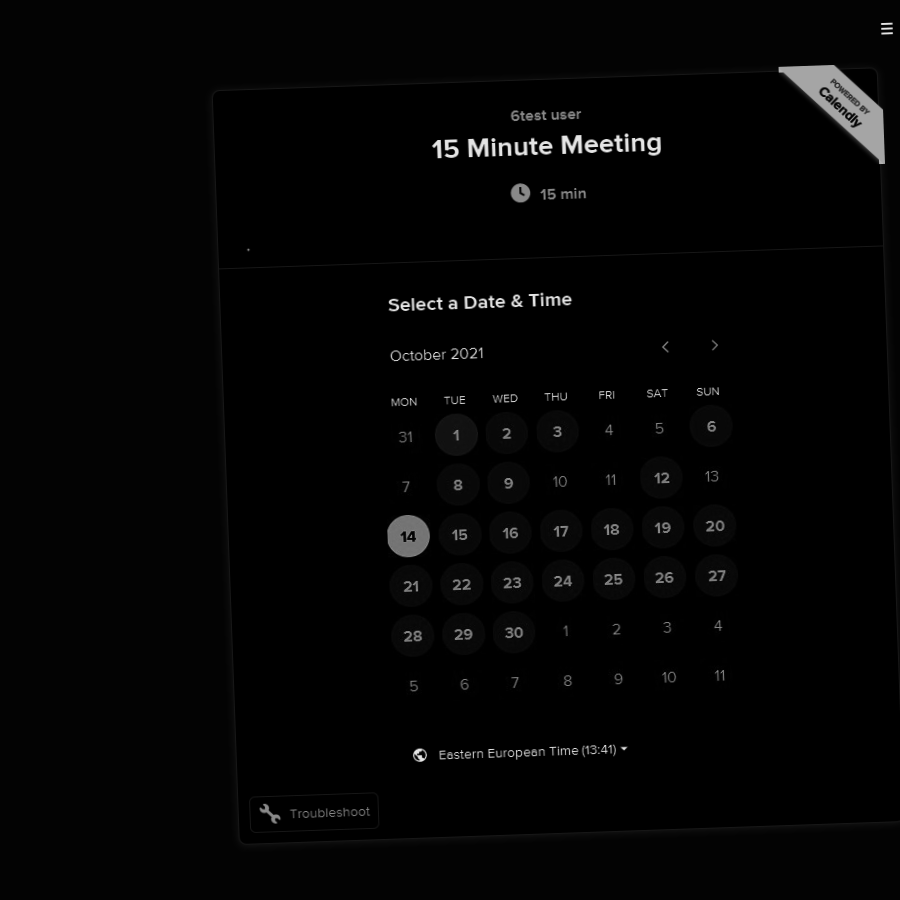 POWERED BY
Calendly
6test user
15 Minute Meeting
15 min
.
Select a Date & Time
October 2021
MON TUE WED THU FRI SAT SUN
31 1 2 3 4 5 6
7 8 9 10 11 12 13
14 15 16 17 18 19 20
21 22 23 24 25 26 27
28 29 30 1 2 3 4
5 6 7 8 9 10 11
Eastern European Time (13:41)
Troubleshoot